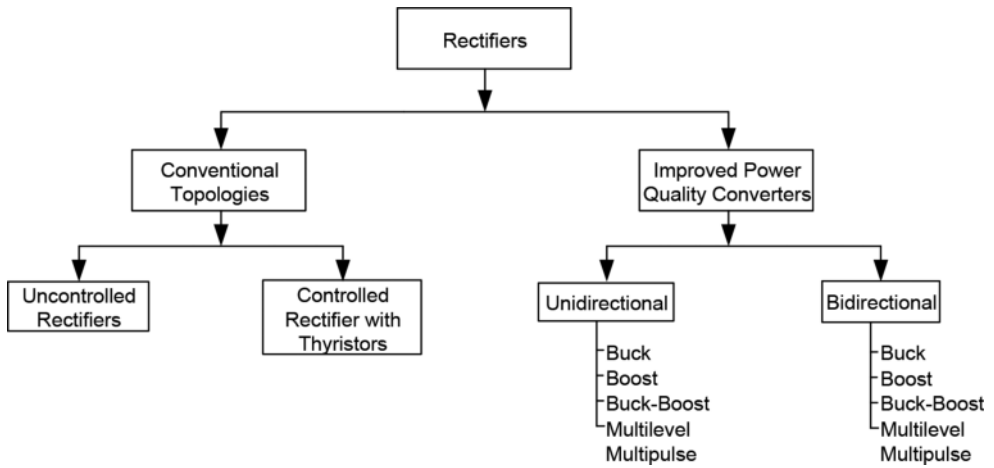 Rectifiers
Conventional
Topologies
Improved Power
Quality Converters
Uncontrolled
Rectifiers
Controlled
Rectifier with
Thyristors
Unidirectional
Buck
Boost
Buck-Boost
Multilevel
Multipulse
Bidirectional
Buck
Boost
Buck-Boost
Multilevel
Multipulse